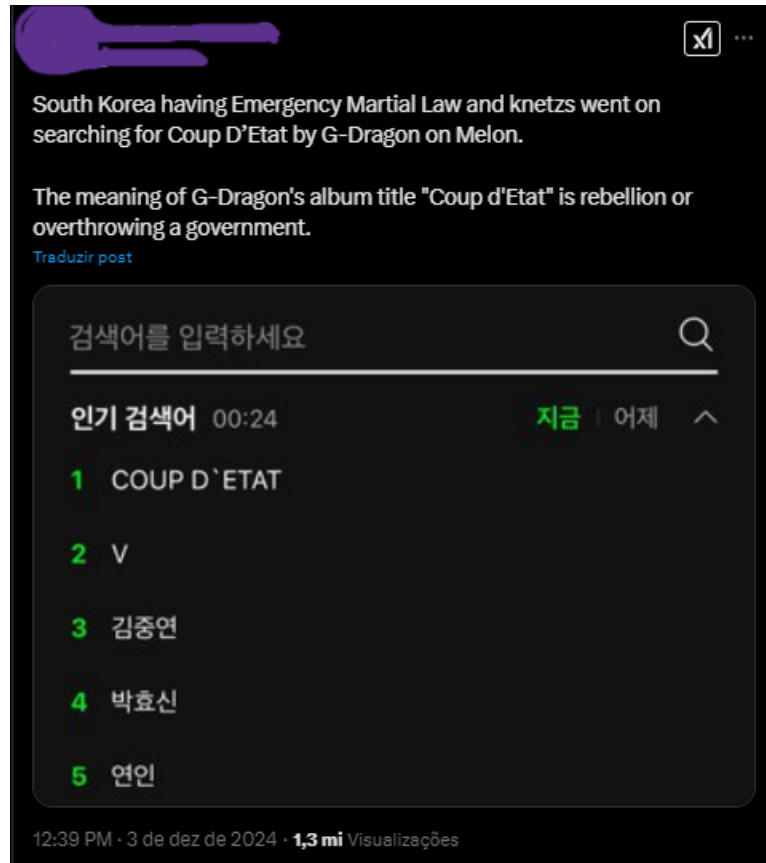 South Korea having Emergency Martial Law and knetzs went on
searching for Coup D'Etat by G-Dragon on Melon.
The meaning of G-Dragon's album title "Coup d'Etat" is rebellion or
overthrowing a government.
Traduzir post
검색어를 입력하세요
인기 검색어 00:24 지금 어제
1 COUP D`ETAT
2 V
3 김중연
4 박효신
5 연인
12:39 PM · 3 de dez de 2024 · 1,3 mi Visualizações